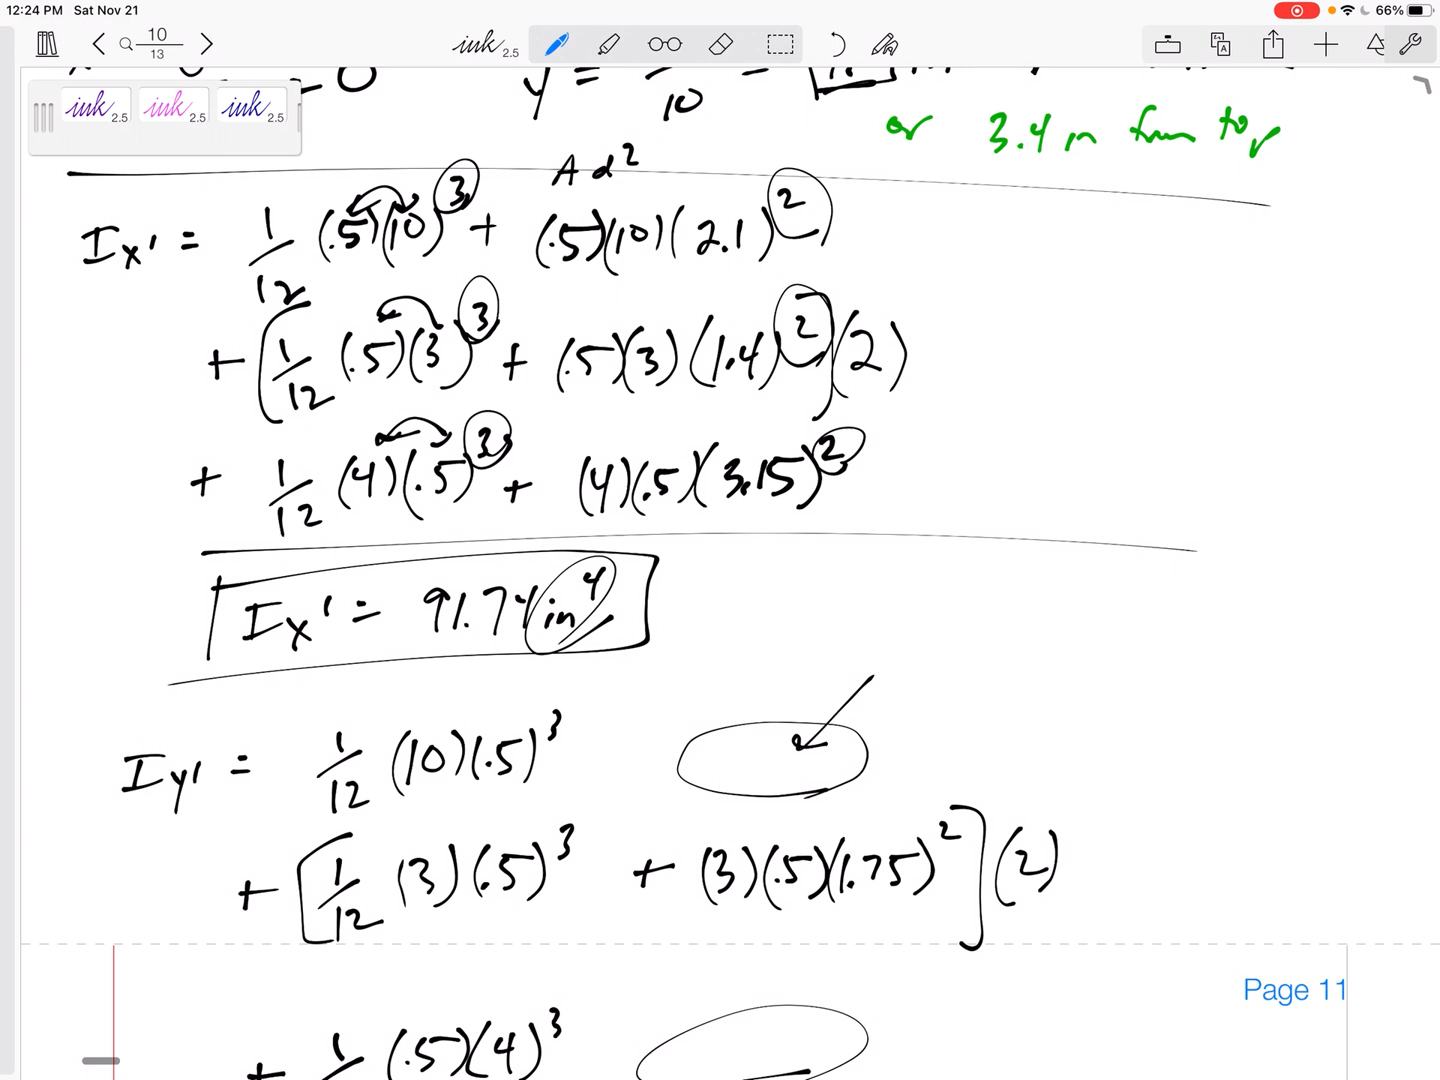 12:24 PM Sat Nov 21 66%
10
13
ink 2.5
ink 2.5 ink 2.5 ink 2.5
= 0 y = /10 =
or 3.4 in from top
Ad²
Ix' = 1/12 (.5)(10)³ + (.5)(10)(2.1)²
+ [1/12 (.5)(3)³ + (.5)(3)(1.4)²](2)
+ 1/12 (4)(.5)³ + (4)(.5)(3.15)²
Ix' = 91.74 in⁴
Iy' = 1/12 (10)(.5)³
+ [1/12 (3)(.5)³ + (3)(.5)(1.75)²](2)
Page 11
+ 1 (.5)(4)³